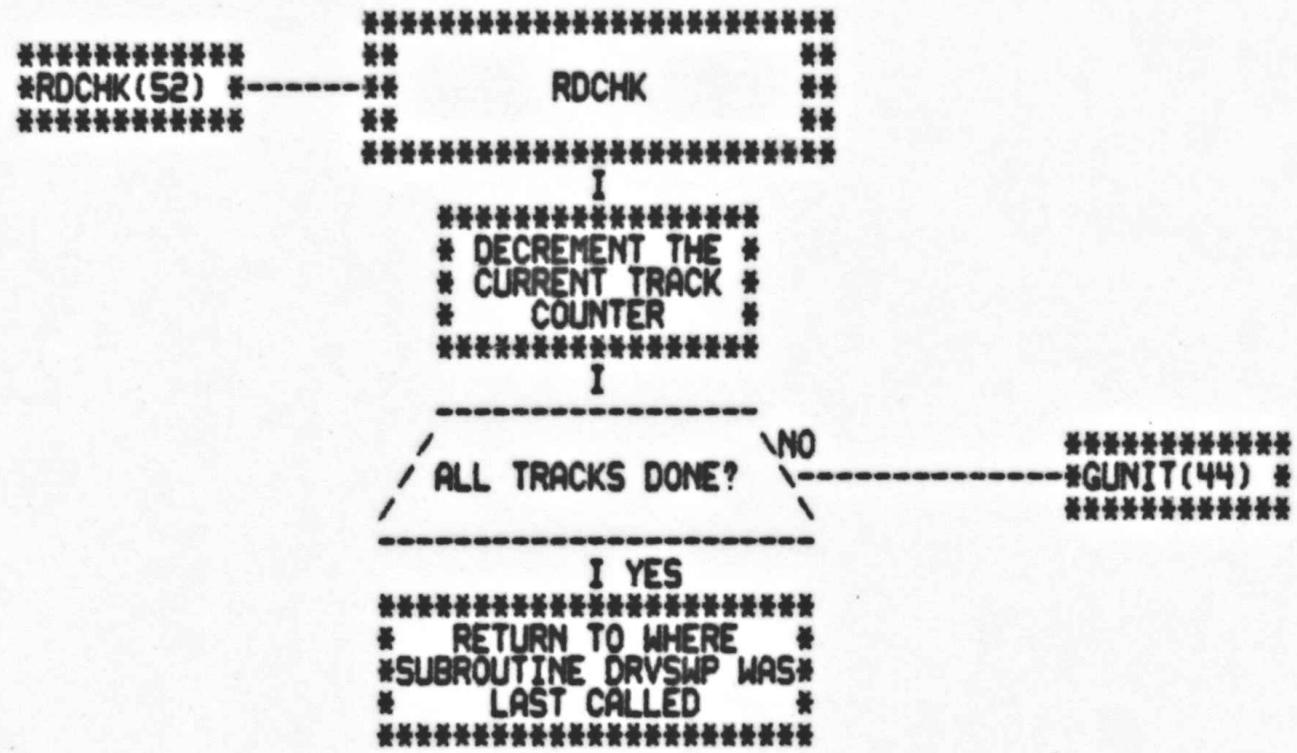 RDCHK(52)
RDCHK
I
DECREMENT THE
CURRENT TRACK
COUNTER
I
NO
ALL TRACKS DONE?
GUNIT(44)
I YES
RETURN TO WHERE
SUBROUTINE DRVSWP WAS
LAST CALLED